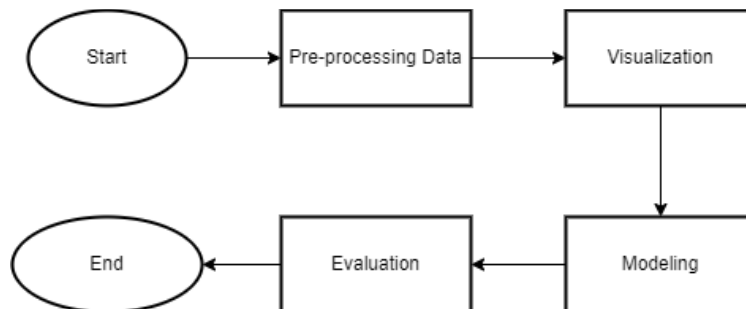 Start
Pre-processing Data
Visualization
End
Evaluation
Modeling